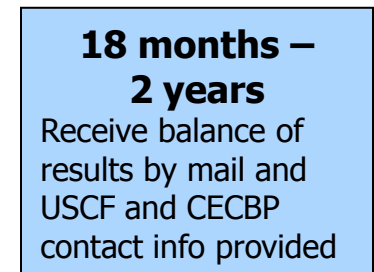 18 months –
2 years
Receive balance of
results by mail and
USCF and CECBP
contact info provided